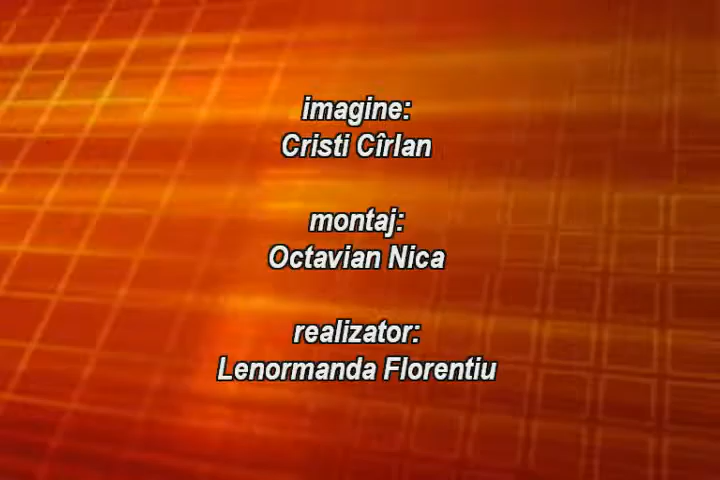 imagine:
Cristi Cîrlan
montaj:
Octavian Nica
realizator:
Lenormanda Florentiu